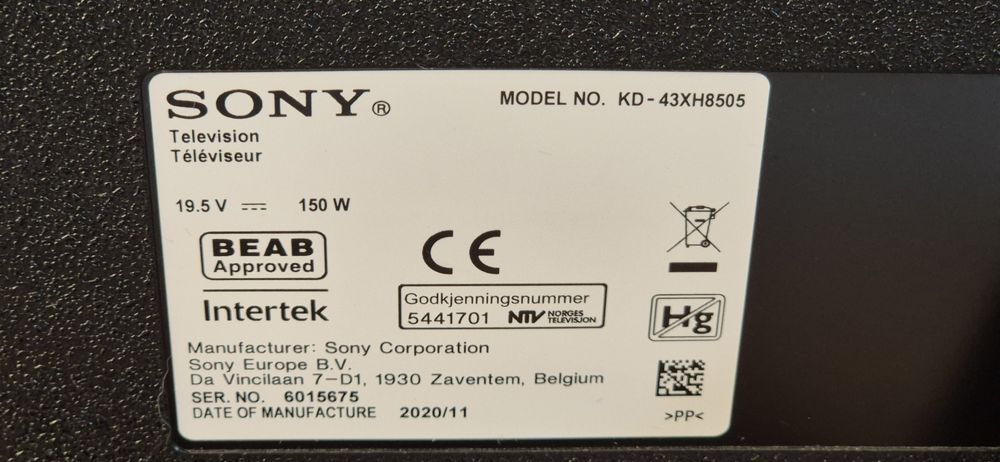 SONY®
MODEL NO. KD-43XH8505
Television
Téléviseur
19.5 V ⎓ 150 W
BEAB
Approved
Intertek
CE
Godkjenningsnummer
5441701 NTV NORGES
TELEVISJON
Hg
Manufacturer: Sony Corporation
Sony Europe B.V.
Da Vincilaan 7-D1, 1930 Zaventem, Belgium
SER. NO. 6015675
DATE OF MANUFACTURE 2020/11
>PP<